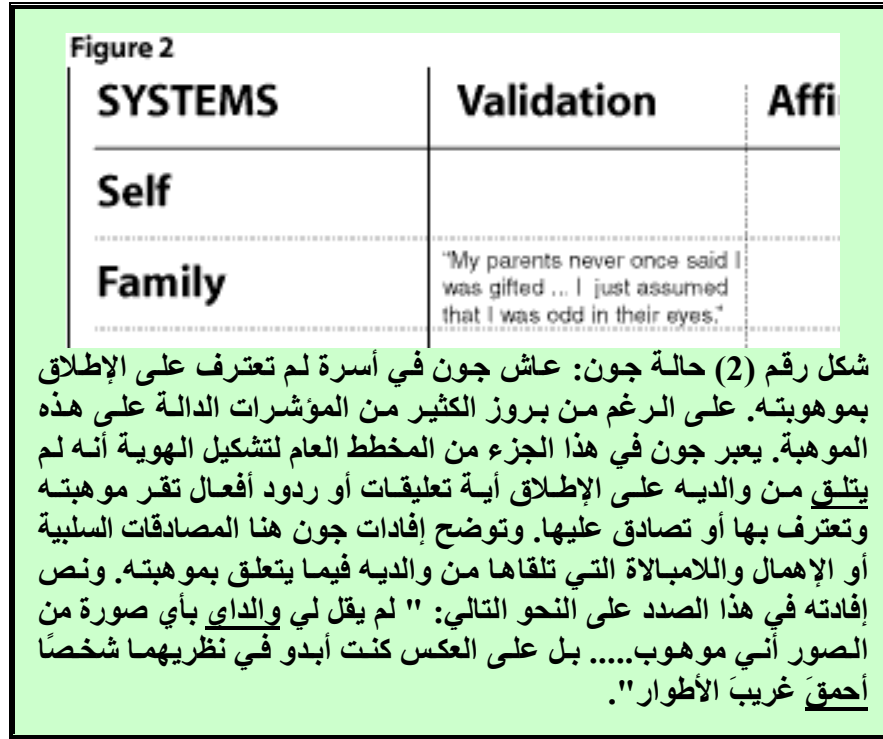 Figure 2
SYSTEMS Validation Affi
Self
Family
"My parents never once said I
was gifted ... I just assumed
that I was odd in their eyes."
شكل رقم (2) حالة جون: عاش جون في أسرة لم تعترف على الإطلاق
بموهوبته. على الرغم من بروز الكثير من المؤشرات الدالة على هذه
الموهبة. يعبر جون في هذا الجزء من المخطط العام لتشكيل الهوية أنه لم
يتلق من والديه على الإطلاق أية تعليقات أو ردود أفعال تقر موهبته
وتعترف بها أو تصادق عليها. وتوضح إفادات جون هنا المصادقات السلبية
أو الإهمال واللامبالاة التي تلقاها من والديه فيما يتعلق بموهبته. ونص
إفادته في هذا الصدد على النحو التالي: " لم يقل لي والداي بأي صورة من
الصور أني موهوب..... بل على العكس كنت أبدو في نظريهما شخصًا
أحمقَ غريبَ الأطوار".